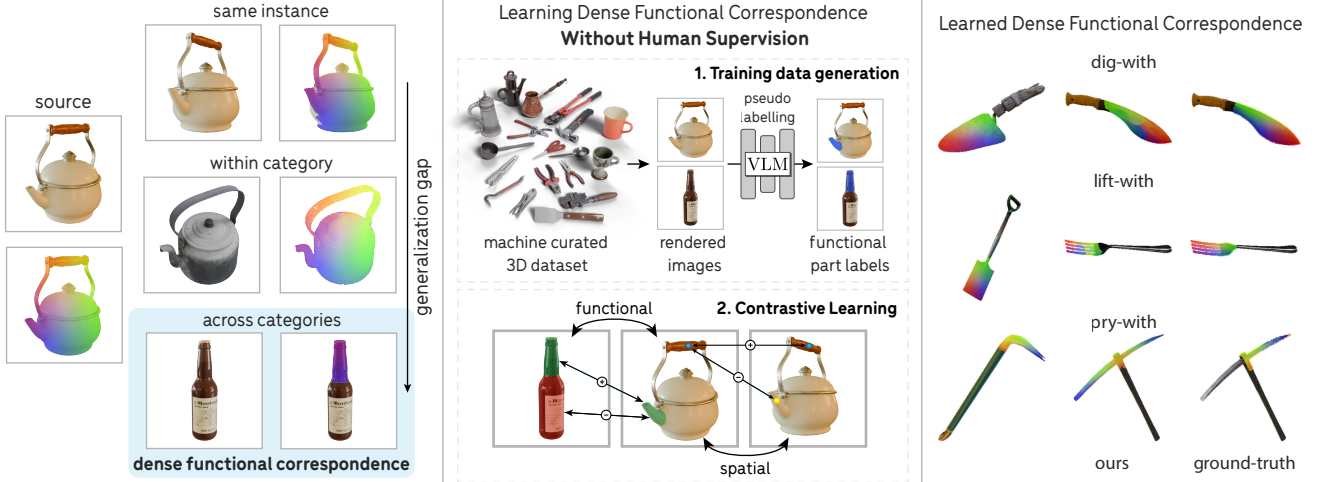 same instance
source
within category
generalization gap
across categories
dense functional correspondence
Learning Dense Functional Correspondence
Without Human Supervision
1. Training data generation
pseudo
labelling
VLM
machine curated
3D dataset
rendered
images
functional
part labels
2. Contrastive Learning
functional
spatial
Learned Dense Functional Correspondence
dig-with
lift-with
pry-with
ours
ground-truth